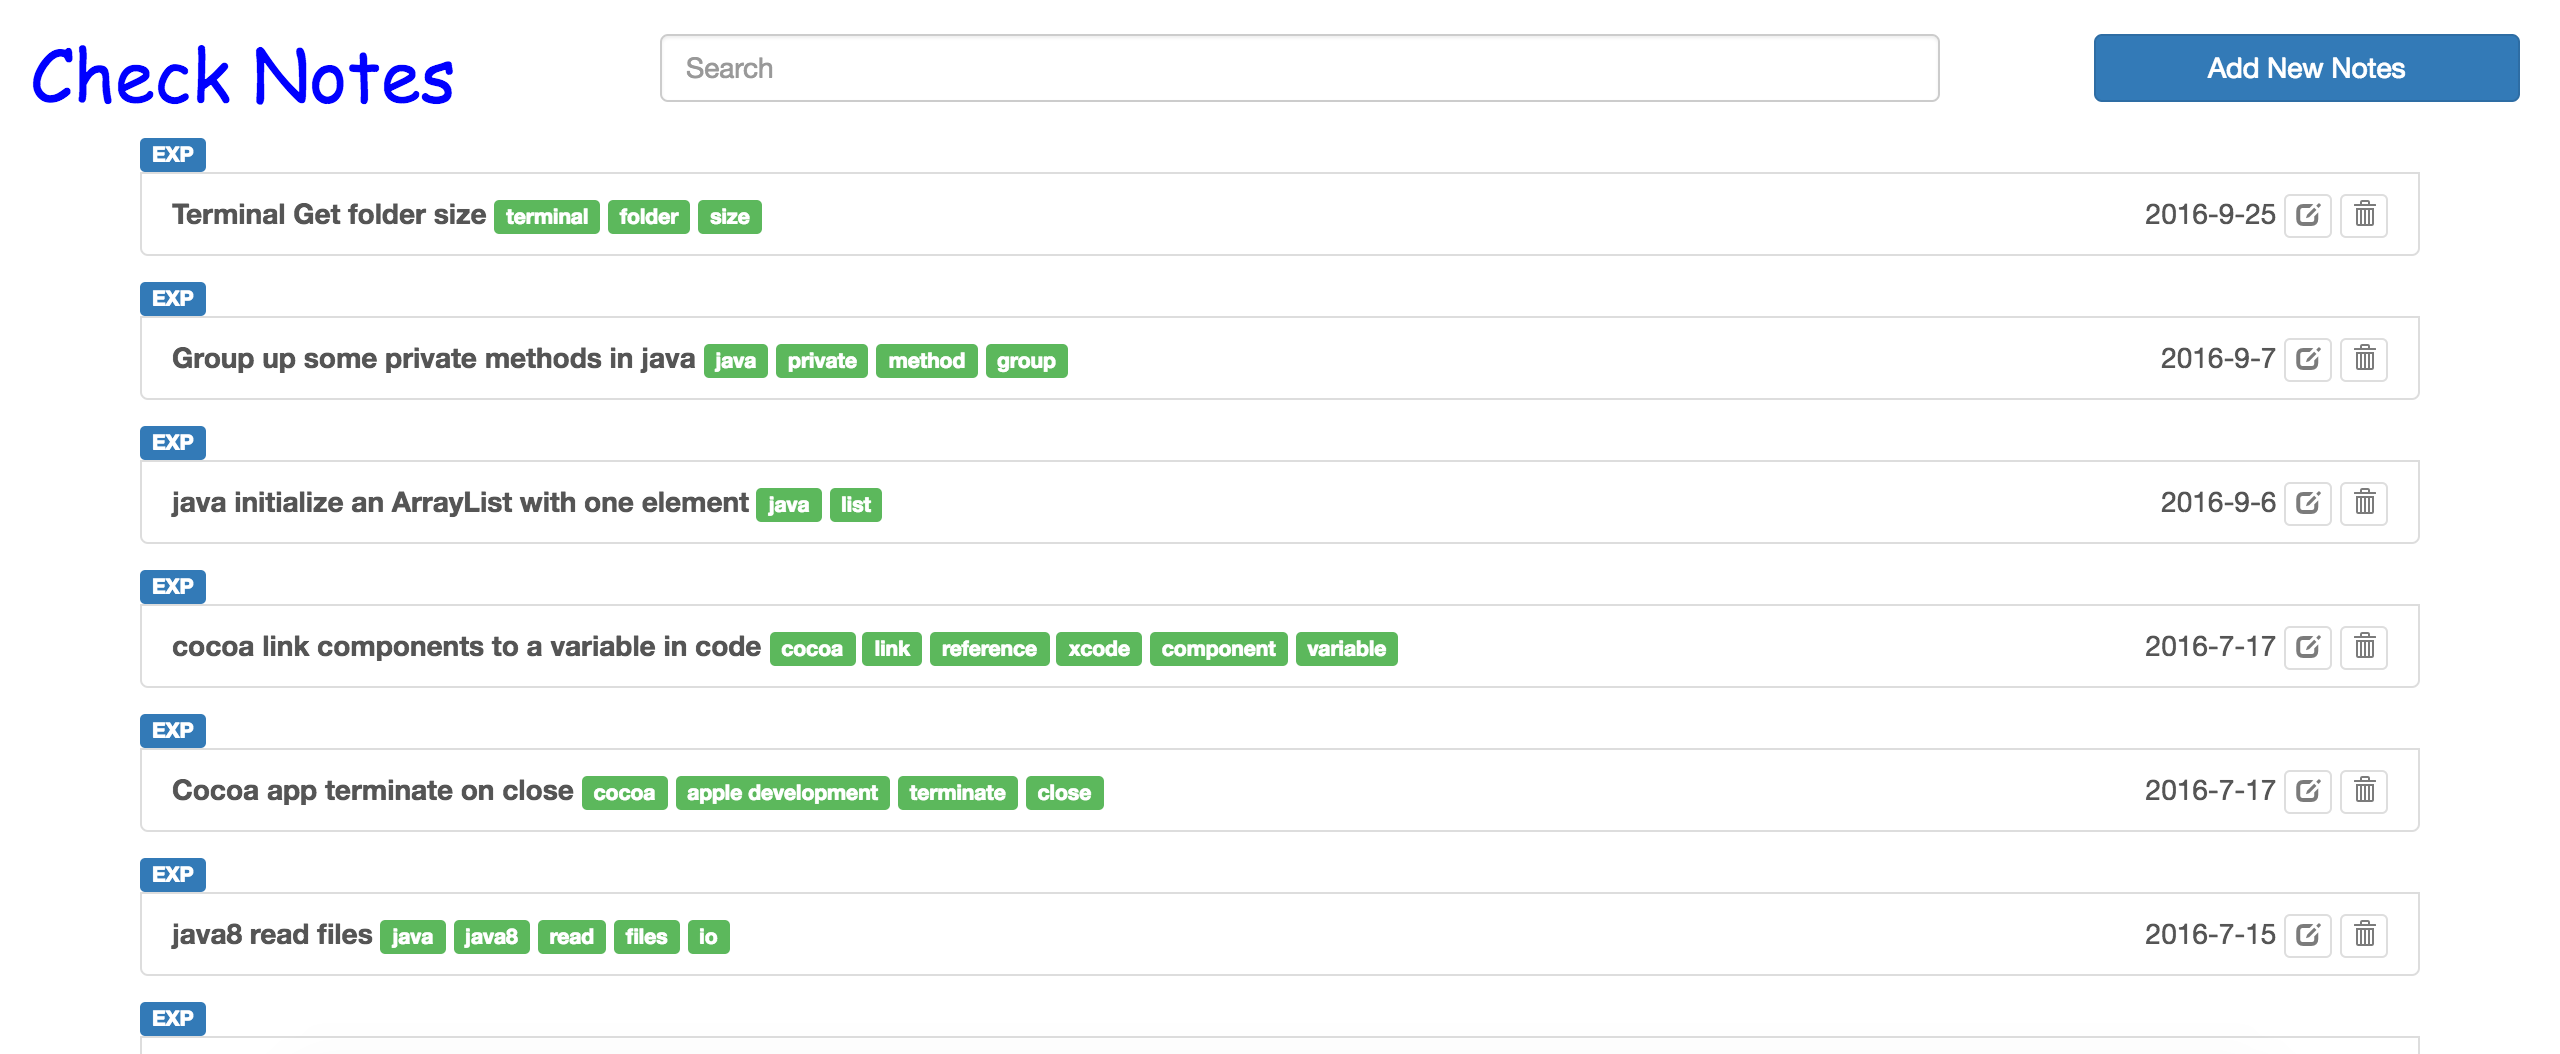 Check Notes
Search
Add New Notes
EXP
Terminal Get folder size terminal folder size 2016-9-25
EXP
Group up some private methods in java java private method group 2016-9-7
EXP
java initialize an ArrayList with one element java list 2016-9-6
EXP
cocoa link components to a variable in code cocoa link reference xcode component variable 2016-7-17
EXP
Cocoa app terminate on close cocoa apple development terminate close 2016-7-17
EXP
java8 read files java java8 read files io 2016-7-15
EXP